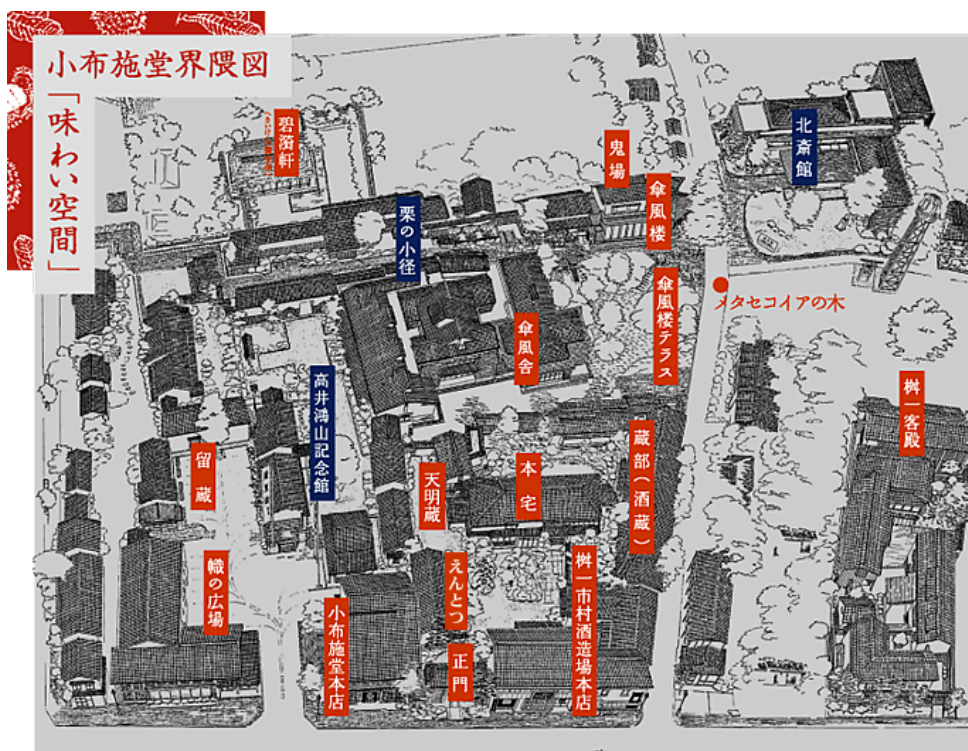 小布施堂界隈図
「味わい空間」
碧漪軒
鬼場
傘風楼
北斎館
栗の小径
傘風楼テラス
メタセコイアの木
傘風舎
高井鴻山記念館
桝一客殿
留蔵
天明蔵
本宅
蔵部(酒蔵)
幟の広場
えんとつ
小布施堂本店
正門
桝一市村酒造場本店